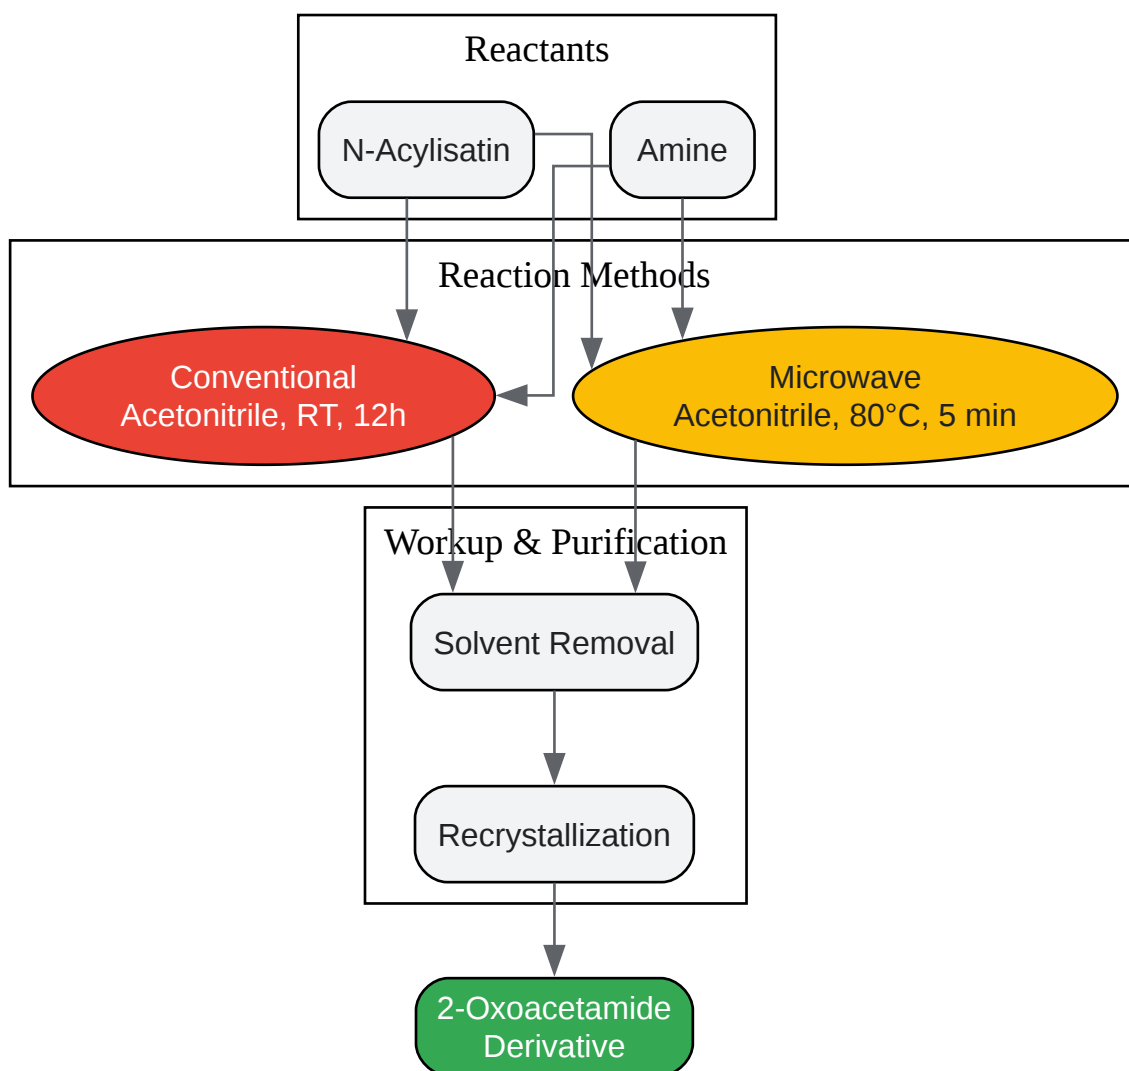 Reactants
N-Acylisatin
Amine
Reaction Methods
Conventional
Acetonitrile, RT, 12h
Microwave
Acetonitrile, 80°C, 5 min
Workup & Purification
Solvent Removal
Recrystallization
2-Oxoacetamide
Derivative